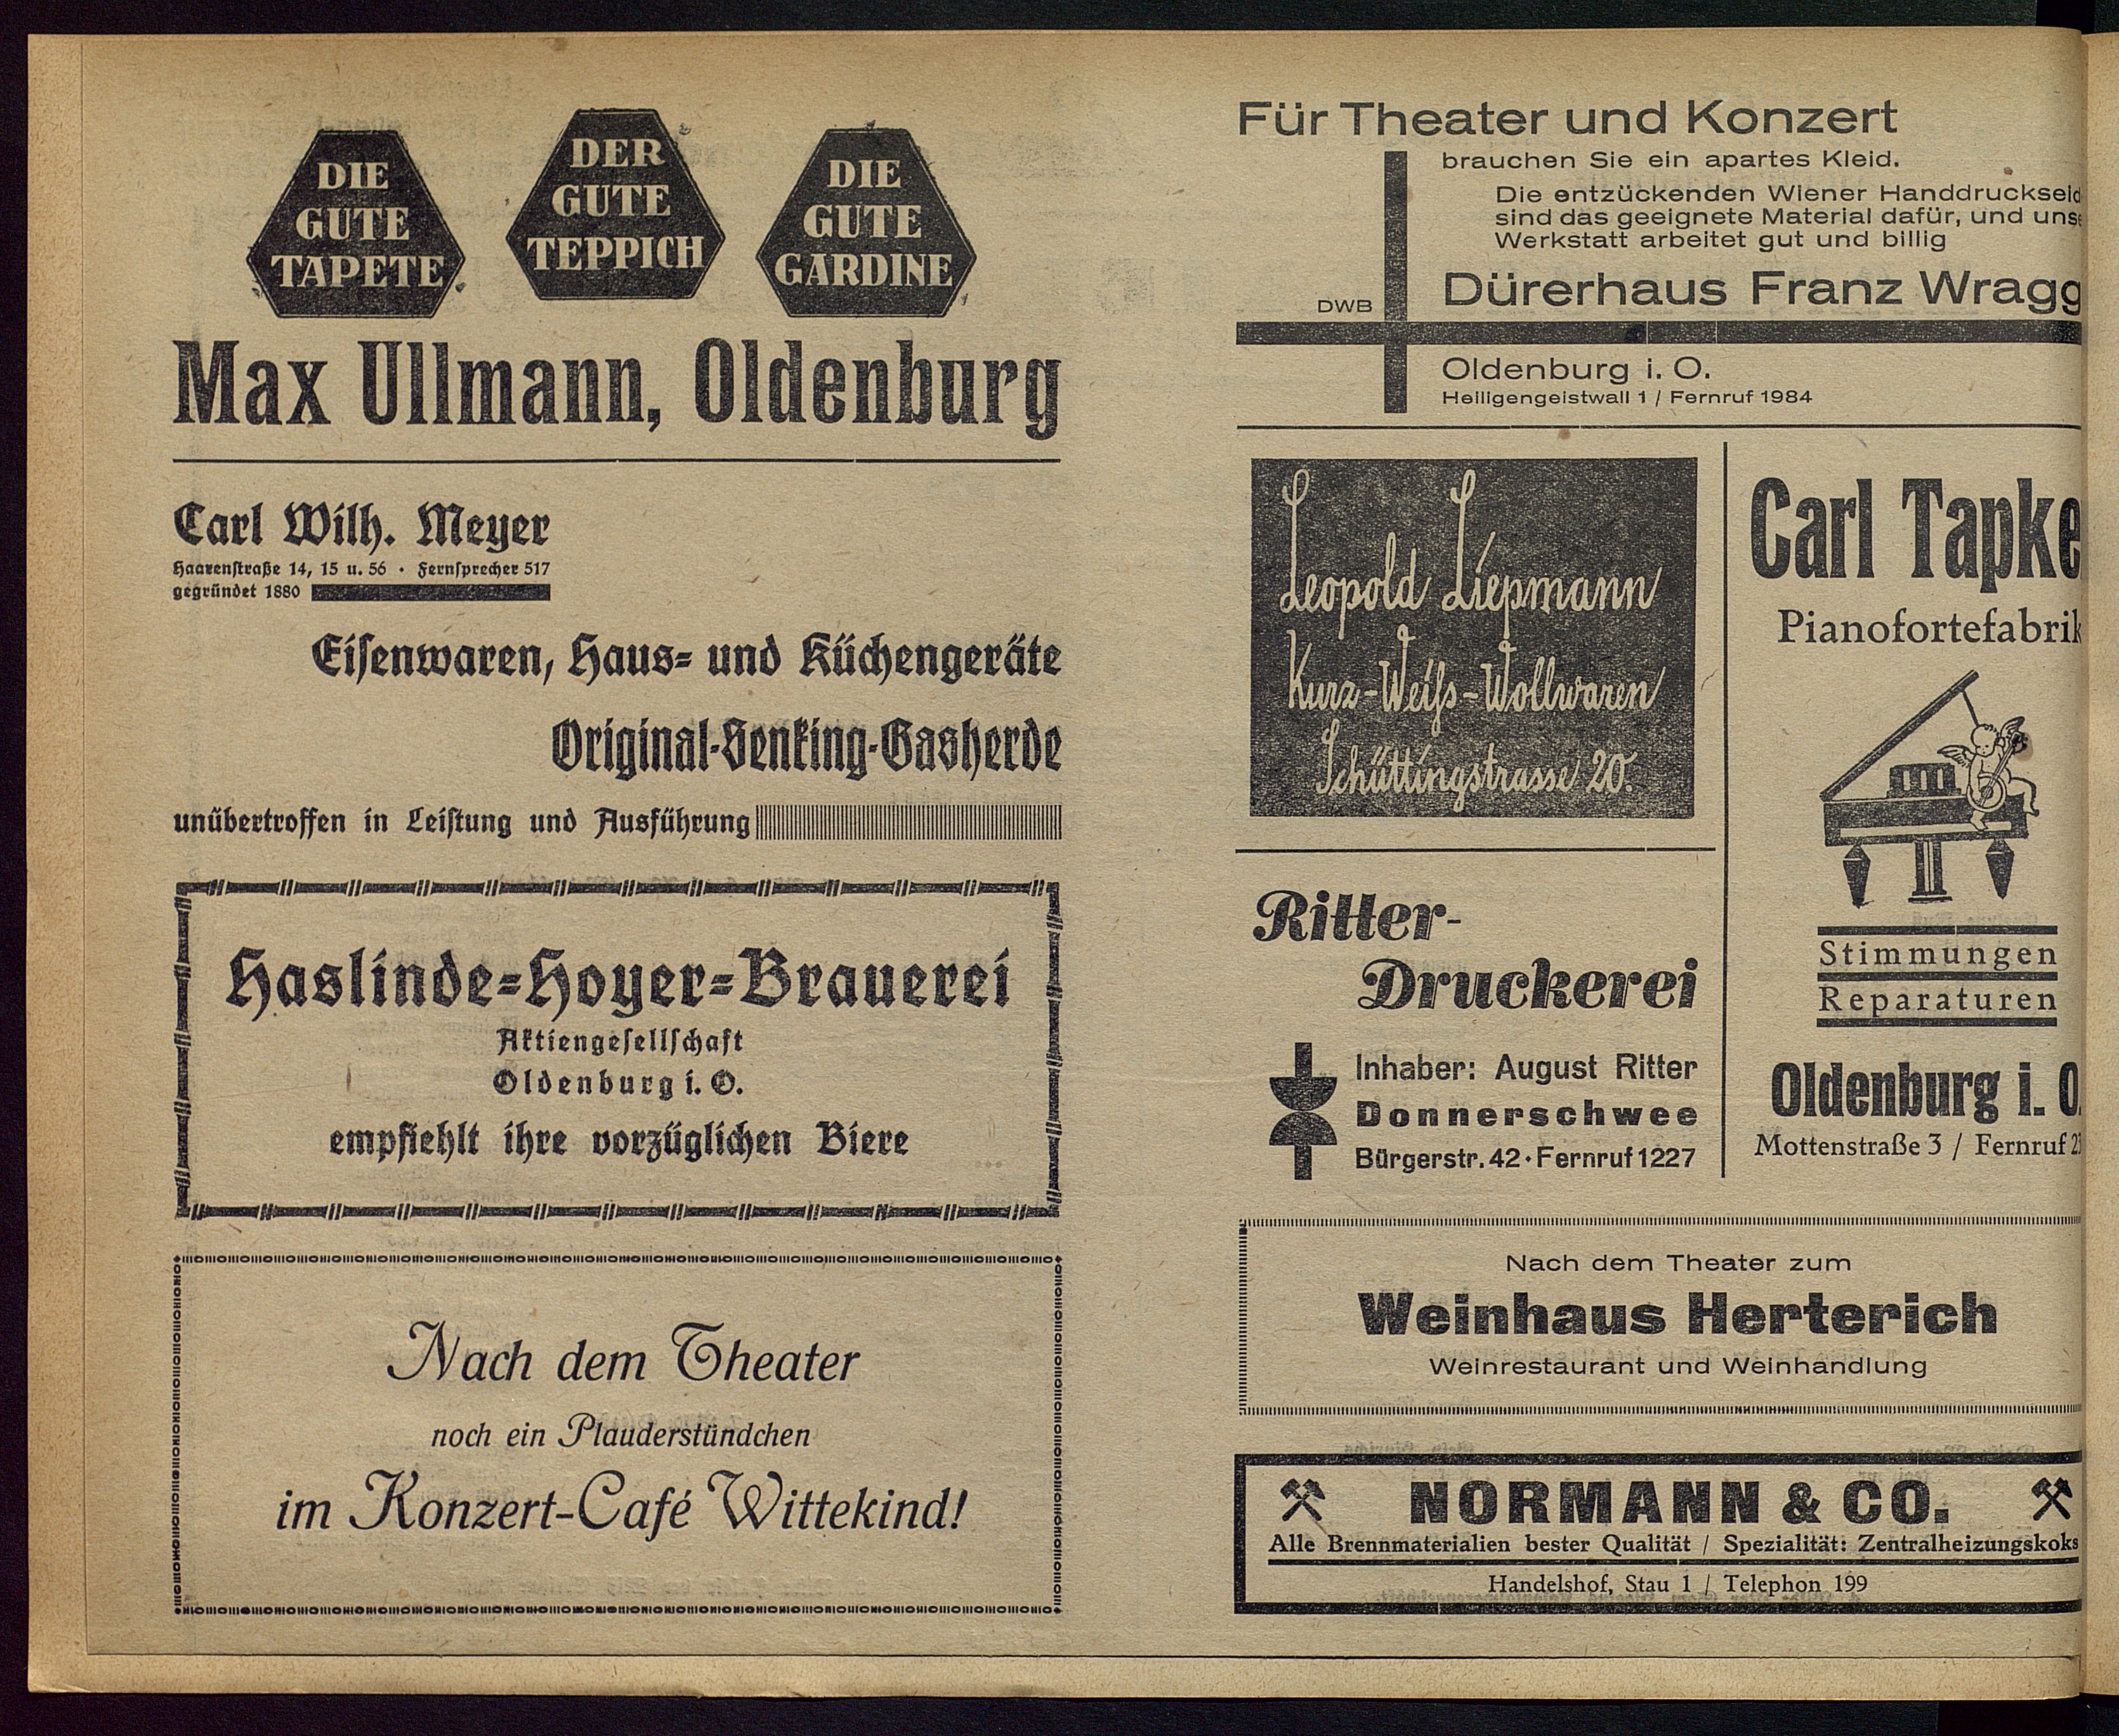 DIE
GUTE
TAPETE
DER
GUTE
TEPPICH
DIE
GUTE
GARDINE
Max Ullmann, Oldenburg
Carl Wilh. Meyer
Haarenstraße 14, 15 u. 56 · Fernsprecher 517
gegründet 1880
Eisenwaren, Haus- und Küchengeräte
Original-Senking-Gasherde
unübertroffen in Leistung und Ausführung
Haslinde-Hoyer-Brauerei
Aktiengesellschaft
Oldenburg i. O.
empfiehlt ihre vorzüglichen Biere
Nach dem Theater
noch ein Plauderstündchen
im Konzert-Café Wittekind!
Für Theater und Konzert
brauchen Sie ein apartes Kleid.
Die entzückenden Wiener Handdruckseid
sind das geeignete Material dafür, und uns
Werkstatt arbeitet gut und billig
DWB
Dürerhaus Franz Wragg
Oldenburg i. O.
Heiligengeistwall 1 / Fernruf 1984
Leopold Liepmann
Kurz-Weiß-Wollwaren
Schüttingstrasse 20.
Ritter-
Druckerei
Inhaber: August Ritter
Donnerschwee
Bürgerstr. 42 · Fernruf 1227
Carl Tapke
Pianofortefabrik
Stimmungen
Reparaturen
Oldenburg i. O.
Mottenstraße 3 / Fernruf
Nach dem Theater zum
Weinhaus Herterich
Weinrestaurant und Weinhandlung
NORMANN & CO.
Alle Brennmaterialien bester Qualität / Spezialität: Zentralheizungskoks
Handelshof, Stau 1 / Telephon 199